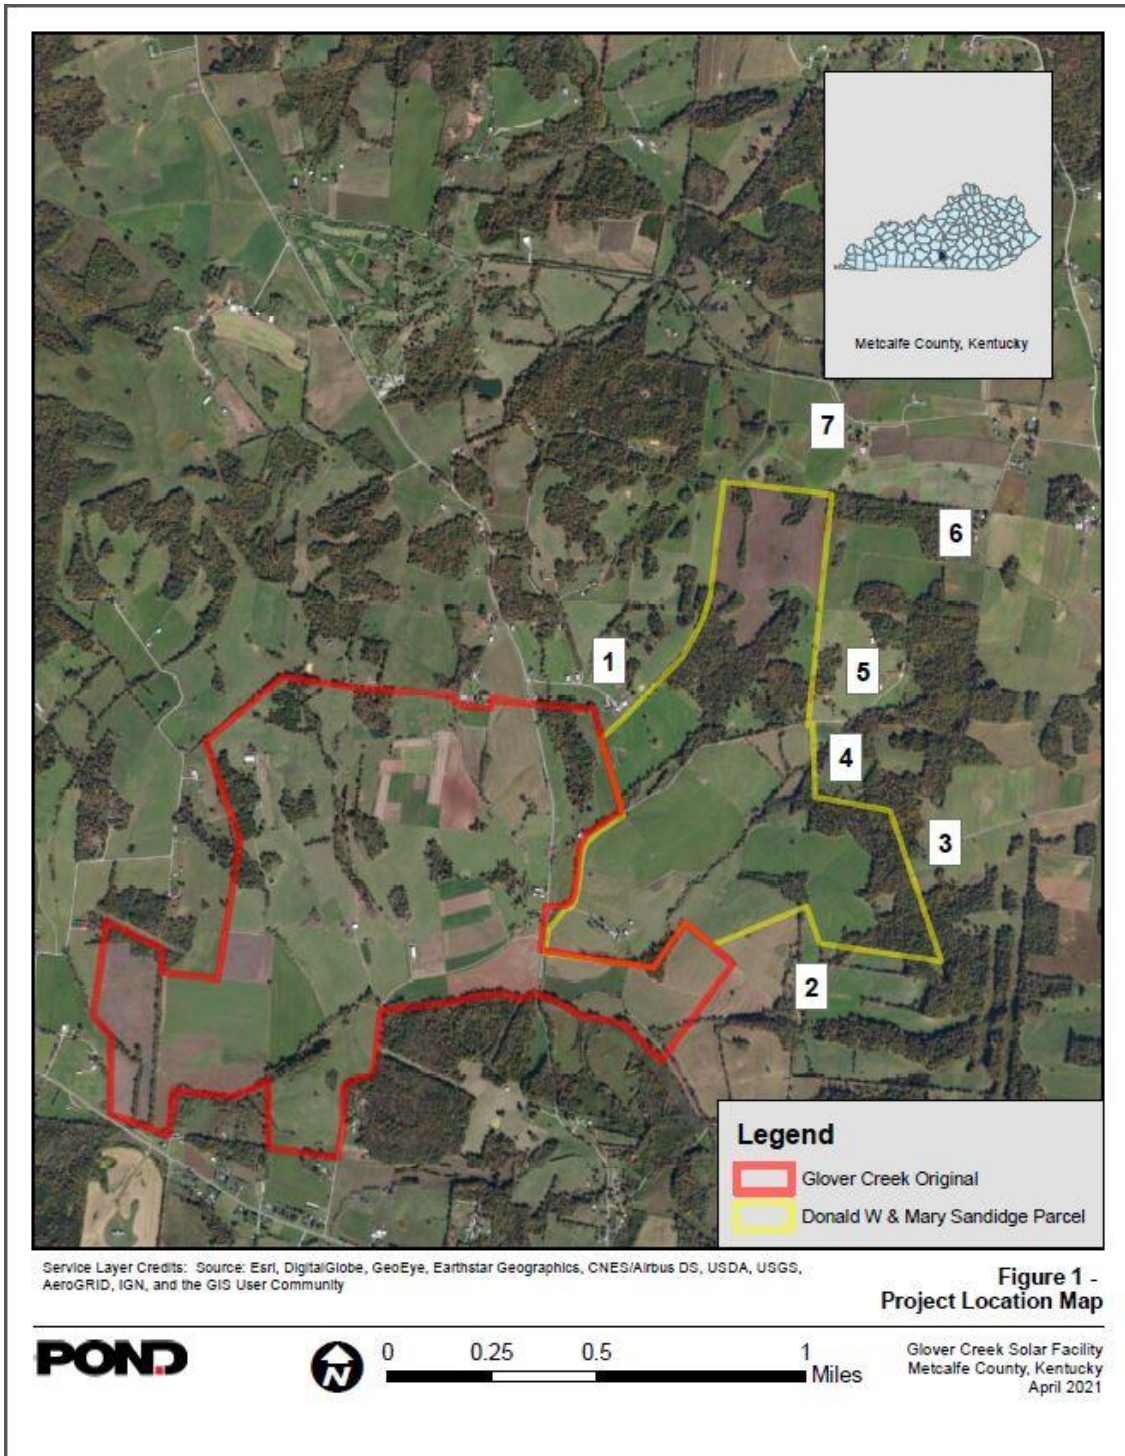 Metcalfe County, Kentucky
7
6
1
5
4
3
2
Legend
Glover Creek Original
Donald W & Mary Sandidge Parcel
Service Layer Credits: Source: Esri, DigitalGlobe, GeoEye, Earthstar Geographics, CNES/Airbus DS, USDA, USGS,
AeroGRID, IGN, and the GIS User Community
Figure 1 -
Project Location Map
POND
N
0 0.25 0.5 1
Miles
Glover Creek Solar Facility
Metcalfe County, Kentucky
April 2021